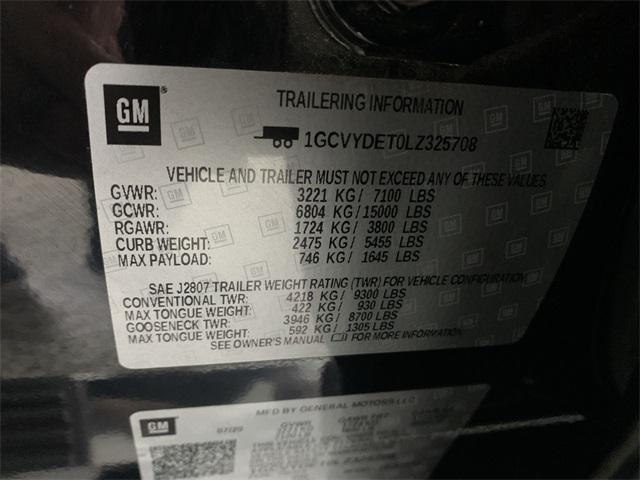 GM
TRAILERING INFORMATION
1GCVYDET0LZ325708
VEHICLE AND TRAILER MUST NOT EXCEED ANY OF THESE VALUES
GVWR: 3221 KG / 7100 LBS
GCWR: 6804 KG / 15000 LBS
RGAWR: 1724 KG / 3800 LBS
CURB WEIGHT: 2475 KG / 5455 LBS
MAX PAYLOAD: 746 KG / 1645 LBS
SAE J2807 TRAILER WEIGHT RATING (TWR) FOR VEHICLE CONFIGURATION
CONVENTIONAL TWR: 4218 KG / 9300 LBS
MAX TONGUE WEIGHT: 422 KG / 930 LBS
GOOSENECK TWR: 3946 KG / 8700 LBS
MAX TONGUE WEIGHT: 592 KG / 1305 LBS
SEE OWNER'S MANUAL FOR MORE INFORMATION
GM
MFD BY GENERAL MOTORS LLC
07/20